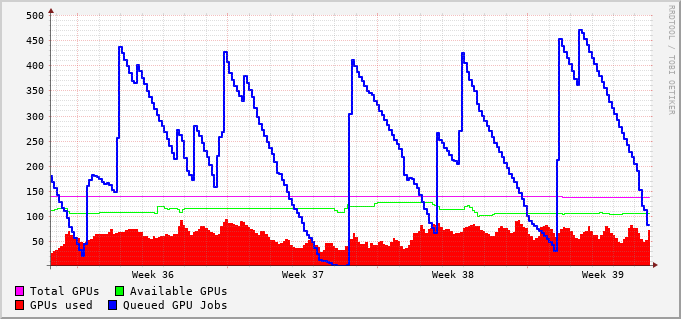 500
450
400
350
300
250
200
150
100
50
RRDTOOL / TOBI OETIKER
Week 36 Week 37 Week 38 Week 39
Total GPUs Available GPUs
GPUs used Queued GPU Jobs